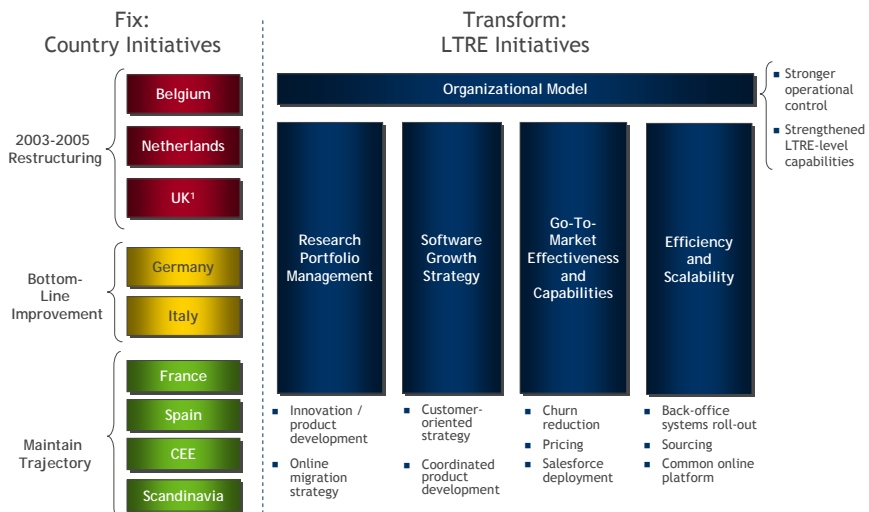 Fix:
Country Initiatives
2003-2005
Restructuring
Belgium
Netherlands
UK¹
Bottom-
Line
Improvement
Germany
Italy
Maintain
Trajectory
France
Spain
CEE
Scandinavia
Transform:
LTRE Initiatives
Organizational Model
▪ Stronger
operational
control
▪ Strengthened
LTRE-level
capabilities
Research
Portfolio
Management
▪ Innovation /
product
development
▪ Online
migration
strategy
Software
Growth
Strategy
▪ Customer-
oriented
strategy
▪ Coordinated
product
development
Go-To-
Market
Effectiveness
and
Capabilities
▪ Churn
reduction
▪ Pricing
▪ Salesforce
deployment
Efficiency
and
Scalability
▪ Back-office
systems roll-out
▪ Sourcing
▪ Common online
platform